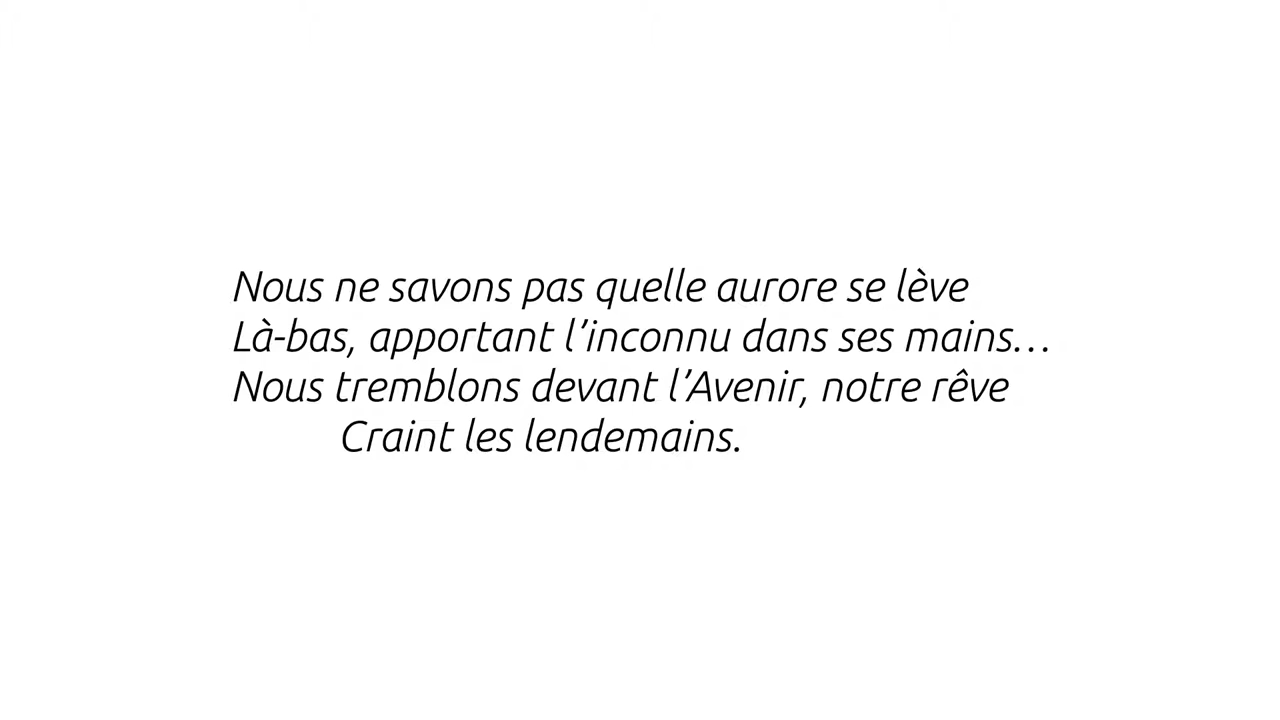 Nous ne savons pas quelle aurore se lève
Là-bas, apportant l’inconnu dans ses mains…
Nous tremblons devant l’Avenir, notre rêve
Craint les lendemains.